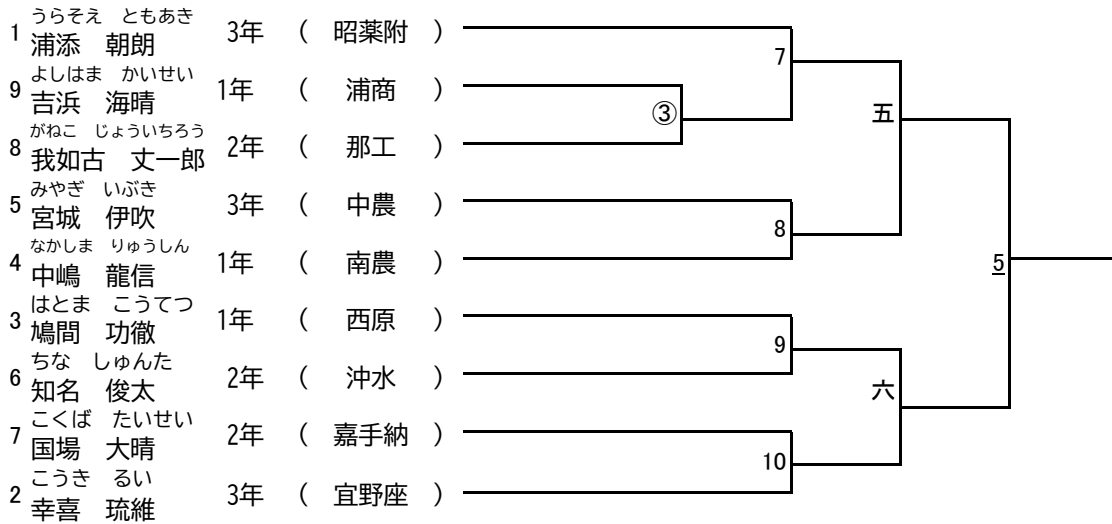 うらそえ　ともあき
1 浦添　朝朗 3年 （ 昭薬附 ）
7
よしはま　かいせい
9 吉浜　海晴 1年 （ 浦商 ）
③
五
がねこ　じょういちろう
8 我如古　丈一郎 2年 （ 那工 ）
みやぎ　いぶき
5 宮城　伊吹 3年 （ 中農 ）
8
なかしま　りゅうしん
4 中嶋　龍信 1年 （ 南農 ）
5
はとま　こうてつ
3 鳩間　功徹 1年 （ 西原 ）
9
ちな　しゅんた
6 知名　俊太 2年 （ 沖水 ）
六
こくば　たいせい
7 国場　大晴 2年 （ 嘉手納 ）
10
こうき　るい
2 幸喜　琉維 3年 （ 宜野座 ）